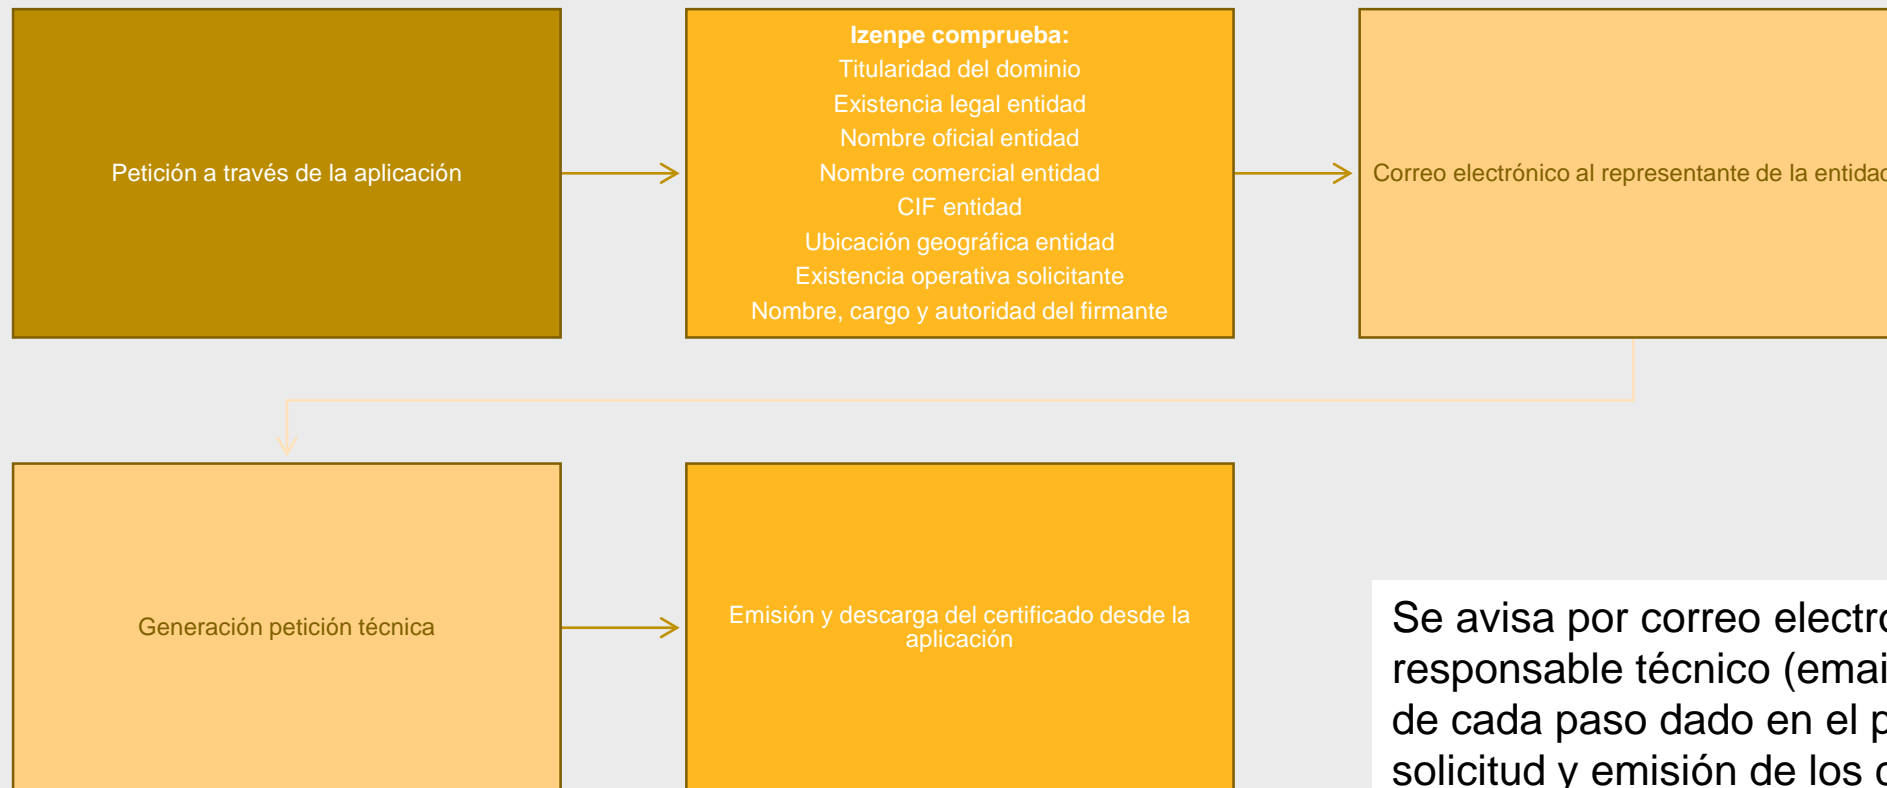 Petición a través de la aplicación
Izenpe comprueba:
Titularidad del dominio
Existencia legal entidad
Nombre oficial entidad
Nombre comercial entidad
CIF entidad
Ubicación geográfica entidad
Existencia operativa solicitante
Nombre, cargo y autoridad del firmante
Correo electrónico al representante de la entidad
Generación petición técnica
Emisión y descarga del certificado desde la
aplicación
Se avisa por correo
responsable técnico
de cada paso dado en el
solicitud y emisión de los